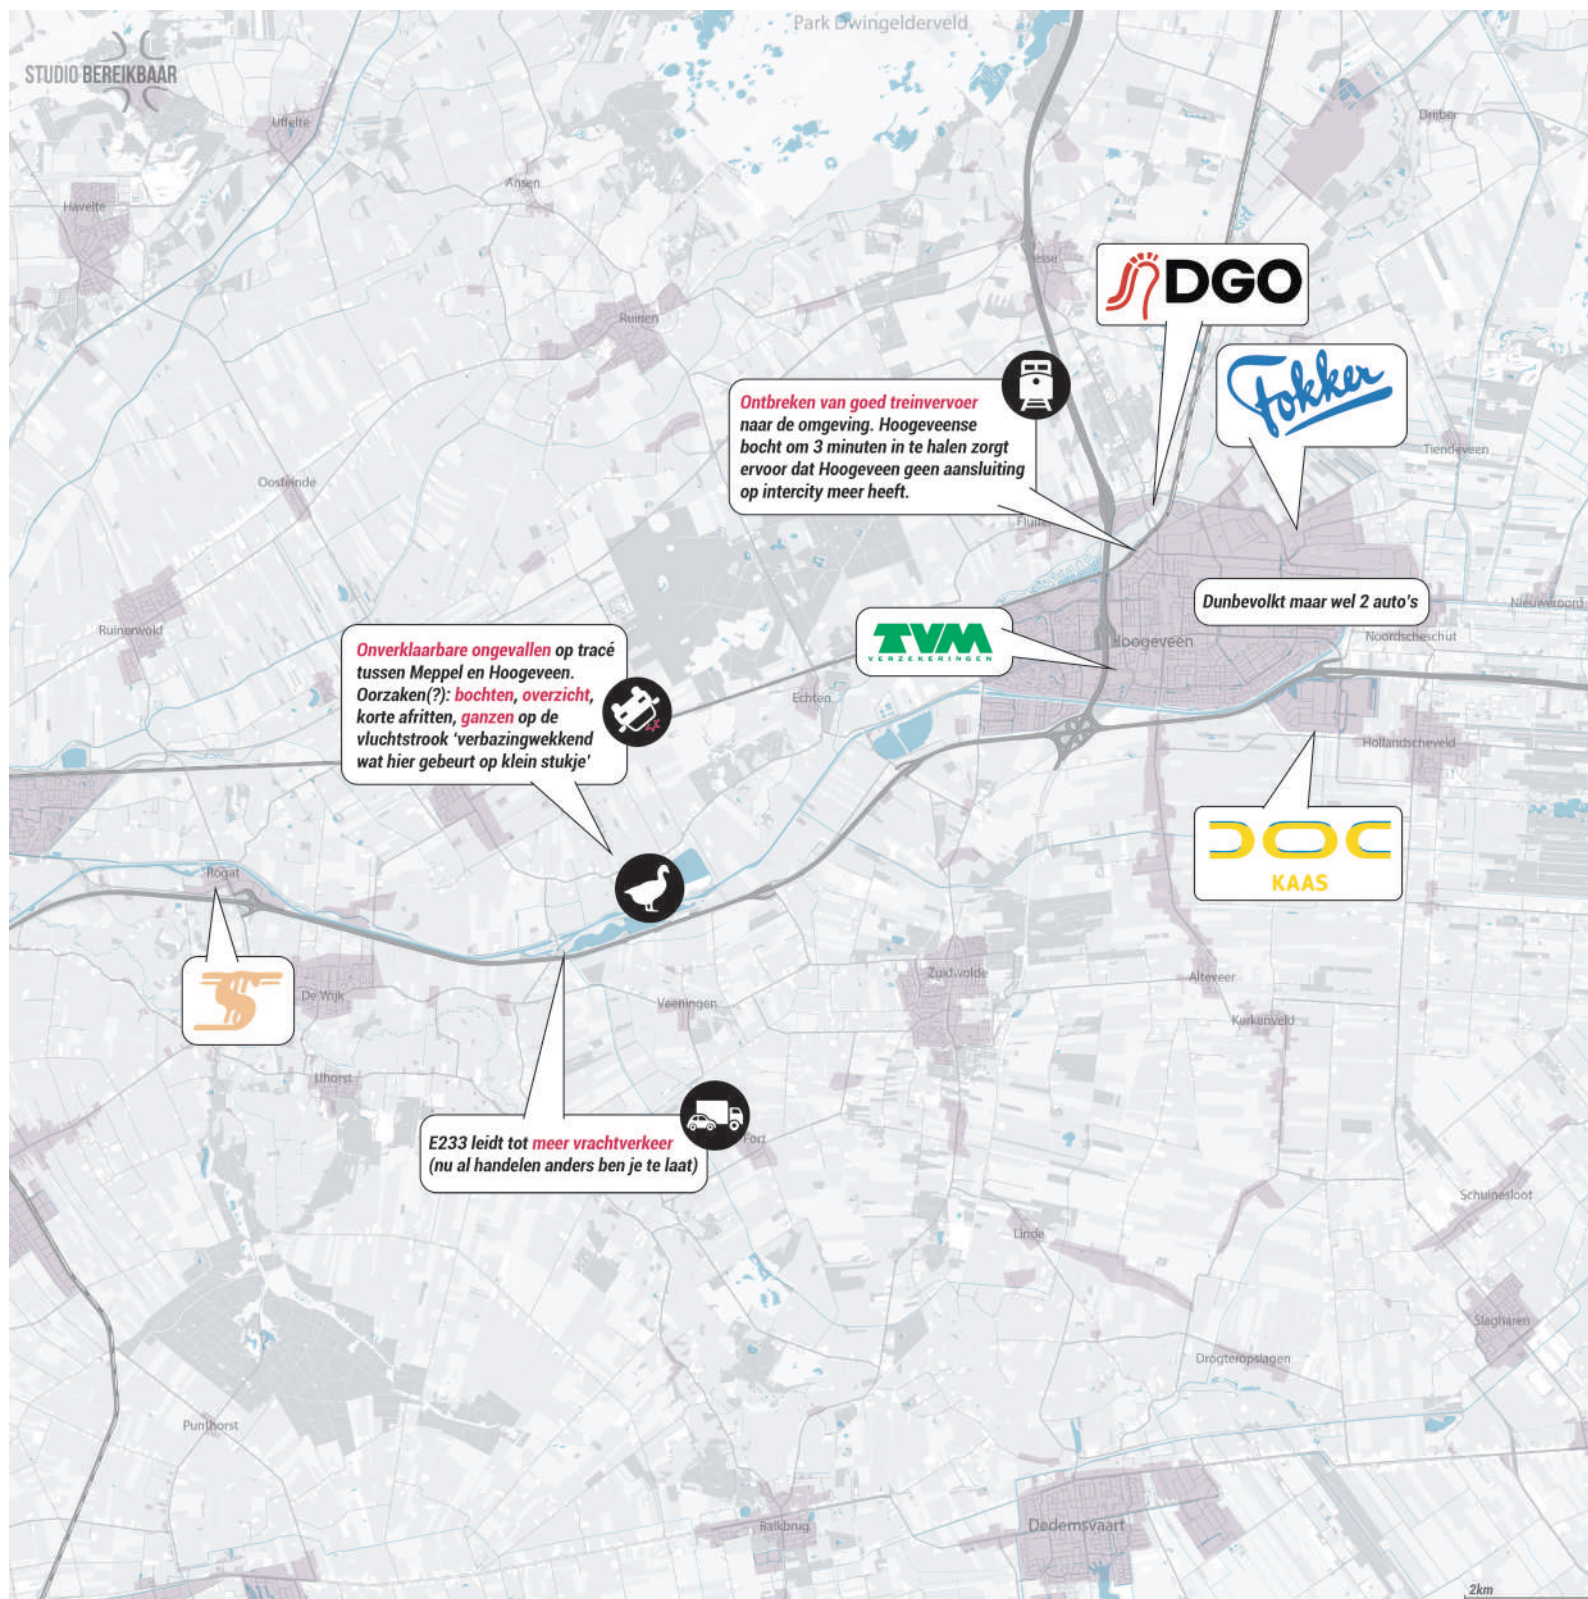 Park Dwingelderveld
STUDIO BEREIKBAAR
Uffelte
Drijber
Ansen
Havelte
DGO
Ruinen
Fokker
Ontbreken van goed treinvervoer
naar de omgeving. Hoogeveense
bocht om 3 minuten in te halen zorgt
ervoor dat Hoogeveen geen aansluiting
op intercity meer heeft.
Tiendeveen
Oosteinde
Dunbevolkt maar wel 2 auto's
Nieuweroord
Noordscheschut
Ruinerwold
TVM
VERZEKERINGEN
Hoogeveen
Onverklaarbare ongevallen op tracé
tussen Meppel en Hoogeveen.
Oorzaken(?): bochten, overzicht,
korte afritten, ganzen op de
vluchtstrook ‘verbazingwekkend
wat hier gebeurt op klein stukje’
Echten
Hollandscheveld
DOC
KAAS
Rogat
De Wijk
Zuidwolde
Alteveer
Veeningen
Kerkenveld
IJhorst
E233 leidt tot meer vrachtverkeer
(nu al handelen anders ben je te laat)
Fort
Schuinesloot
Linde
Slagharen
Drogteropslagen
Punthorst
Balkbrug
Dedemsvaart
2km